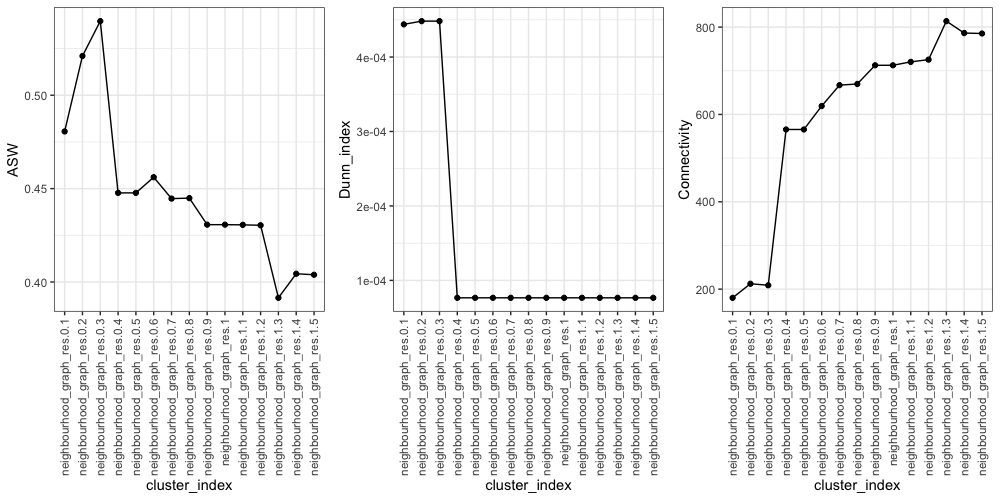 ASW
0.50
0.45
0.40
neighbourhood_graph_res.0.1
neighbourhood_graph_res.0.2
neighbourhood_graph_res.0.3
neighbourhood_graph_res.0.4
neighbourhood_graph_res.0.5
neighbourhood_graph_res.0.6
neighbourhood_graph_res.0.7
neighbourhood_graph_res.0.8
neighbourhood_graph_res.0.9
neighbourhood_graph_res.1
neighbourhood_graph_res.1.1
neighbourhood_graph_res.1.2
neighbourhood_graph_res.1.3
neighbourhood_graph_res.1.4
neighbourhood_graph_res.1.5
cluster_index
Dunn_index
4e-04
3e-04
2e-04
1e-04
neighbourhood_graph_res.0.1
neighbourhood_graph_res.0.2
neighbourhood_graph_res.0.3
neighbourhood_graph_res.0.4
neighbourhood_graph_res.0.5
neighbourhood_graph_res.0.6
neighbourhood_graph_res.0.7
neighbourhood_graph_res.0.8
neighbourhood_graph_res.0.9
neighbourhood_graph_res.1
neighbourhood_graph_res.1.1
neighbourhood_graph_res.1.2
neighbourhood_graph_res.1.3
neighbourhood_graph_res.1.4
neighbourhood_graph_res.1.5
cluster_index
Connectivity
800
600
400
200
neighbourhood_graph_res.0.1
neighbourhood_graph_res.0.2
neighbourhood_graph_res.0.3
neighbourhood_graph_res.0.4
neighbourhood_graph_res.0.5
neighbourhood_graph_res.0.6
neighbourhood_graph_res.0.7
neighbourhood_graph_res.0.8
neighbourhood_graph_res.0.9
neighbourhood_graph_res.1
neighbourhood_graph_res.1.1
neighbourhood_graph_res.1.2
neighbourhood_graph_res.1.3
neighbourhood_graph_res.1.4
neighbourhood_graph_res.1.5
cluster_index